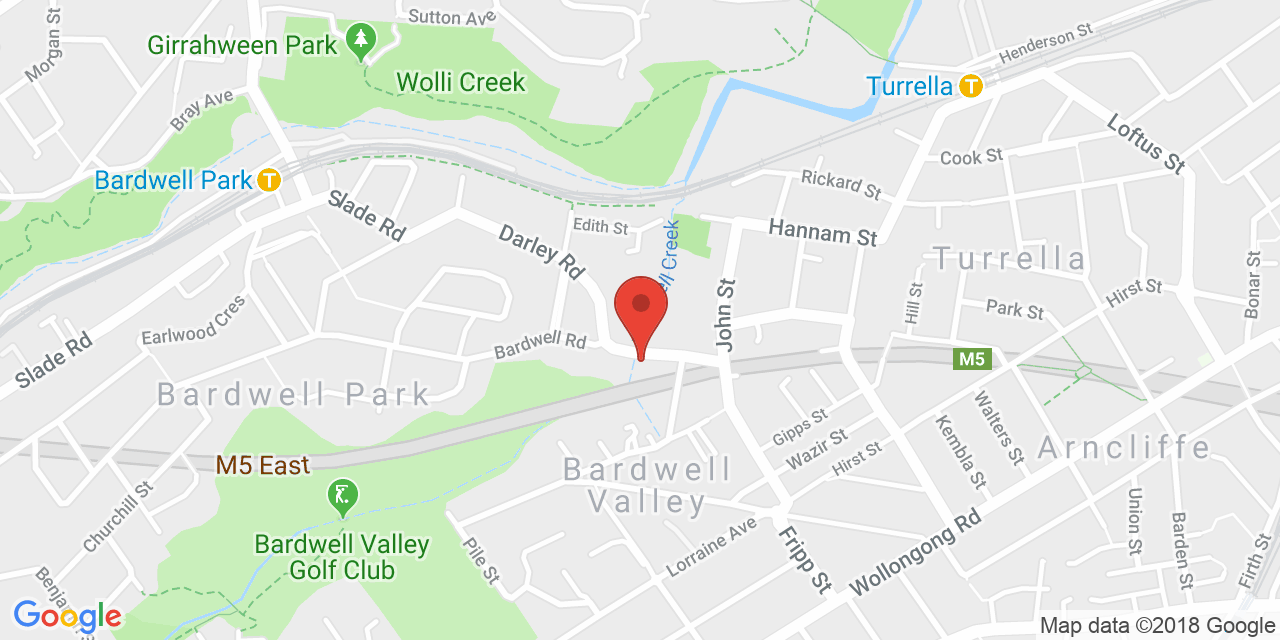 Sutton Ave
Morgan St
Girrahween Park
Henderson St
Wolli Creek
Turrella
T
Bray Ave
Loftus St
Cook St
Bardwell Park
T
Rickard St
Slade Rd
Edith St
Hannam St
Darley Rd
Creek
Turrella
Bonar St
Hirst St
Hill St
Park St
John St
Earlwood Cres
Bardwell Rd
Slade Rd
M5
Bardwell Park
Gipps St
Walters St
Wazir St
Kembla St
Arncliffe
Hirst St
M5 East
Bardwell
Valley
Churchill St
Union St
Barden St
Bardwell Valley
Golf Club
Pile St
Lorraine Ave
Fripp St
Wollongong Rd
Firth St
Google
Map data ©2018 Google